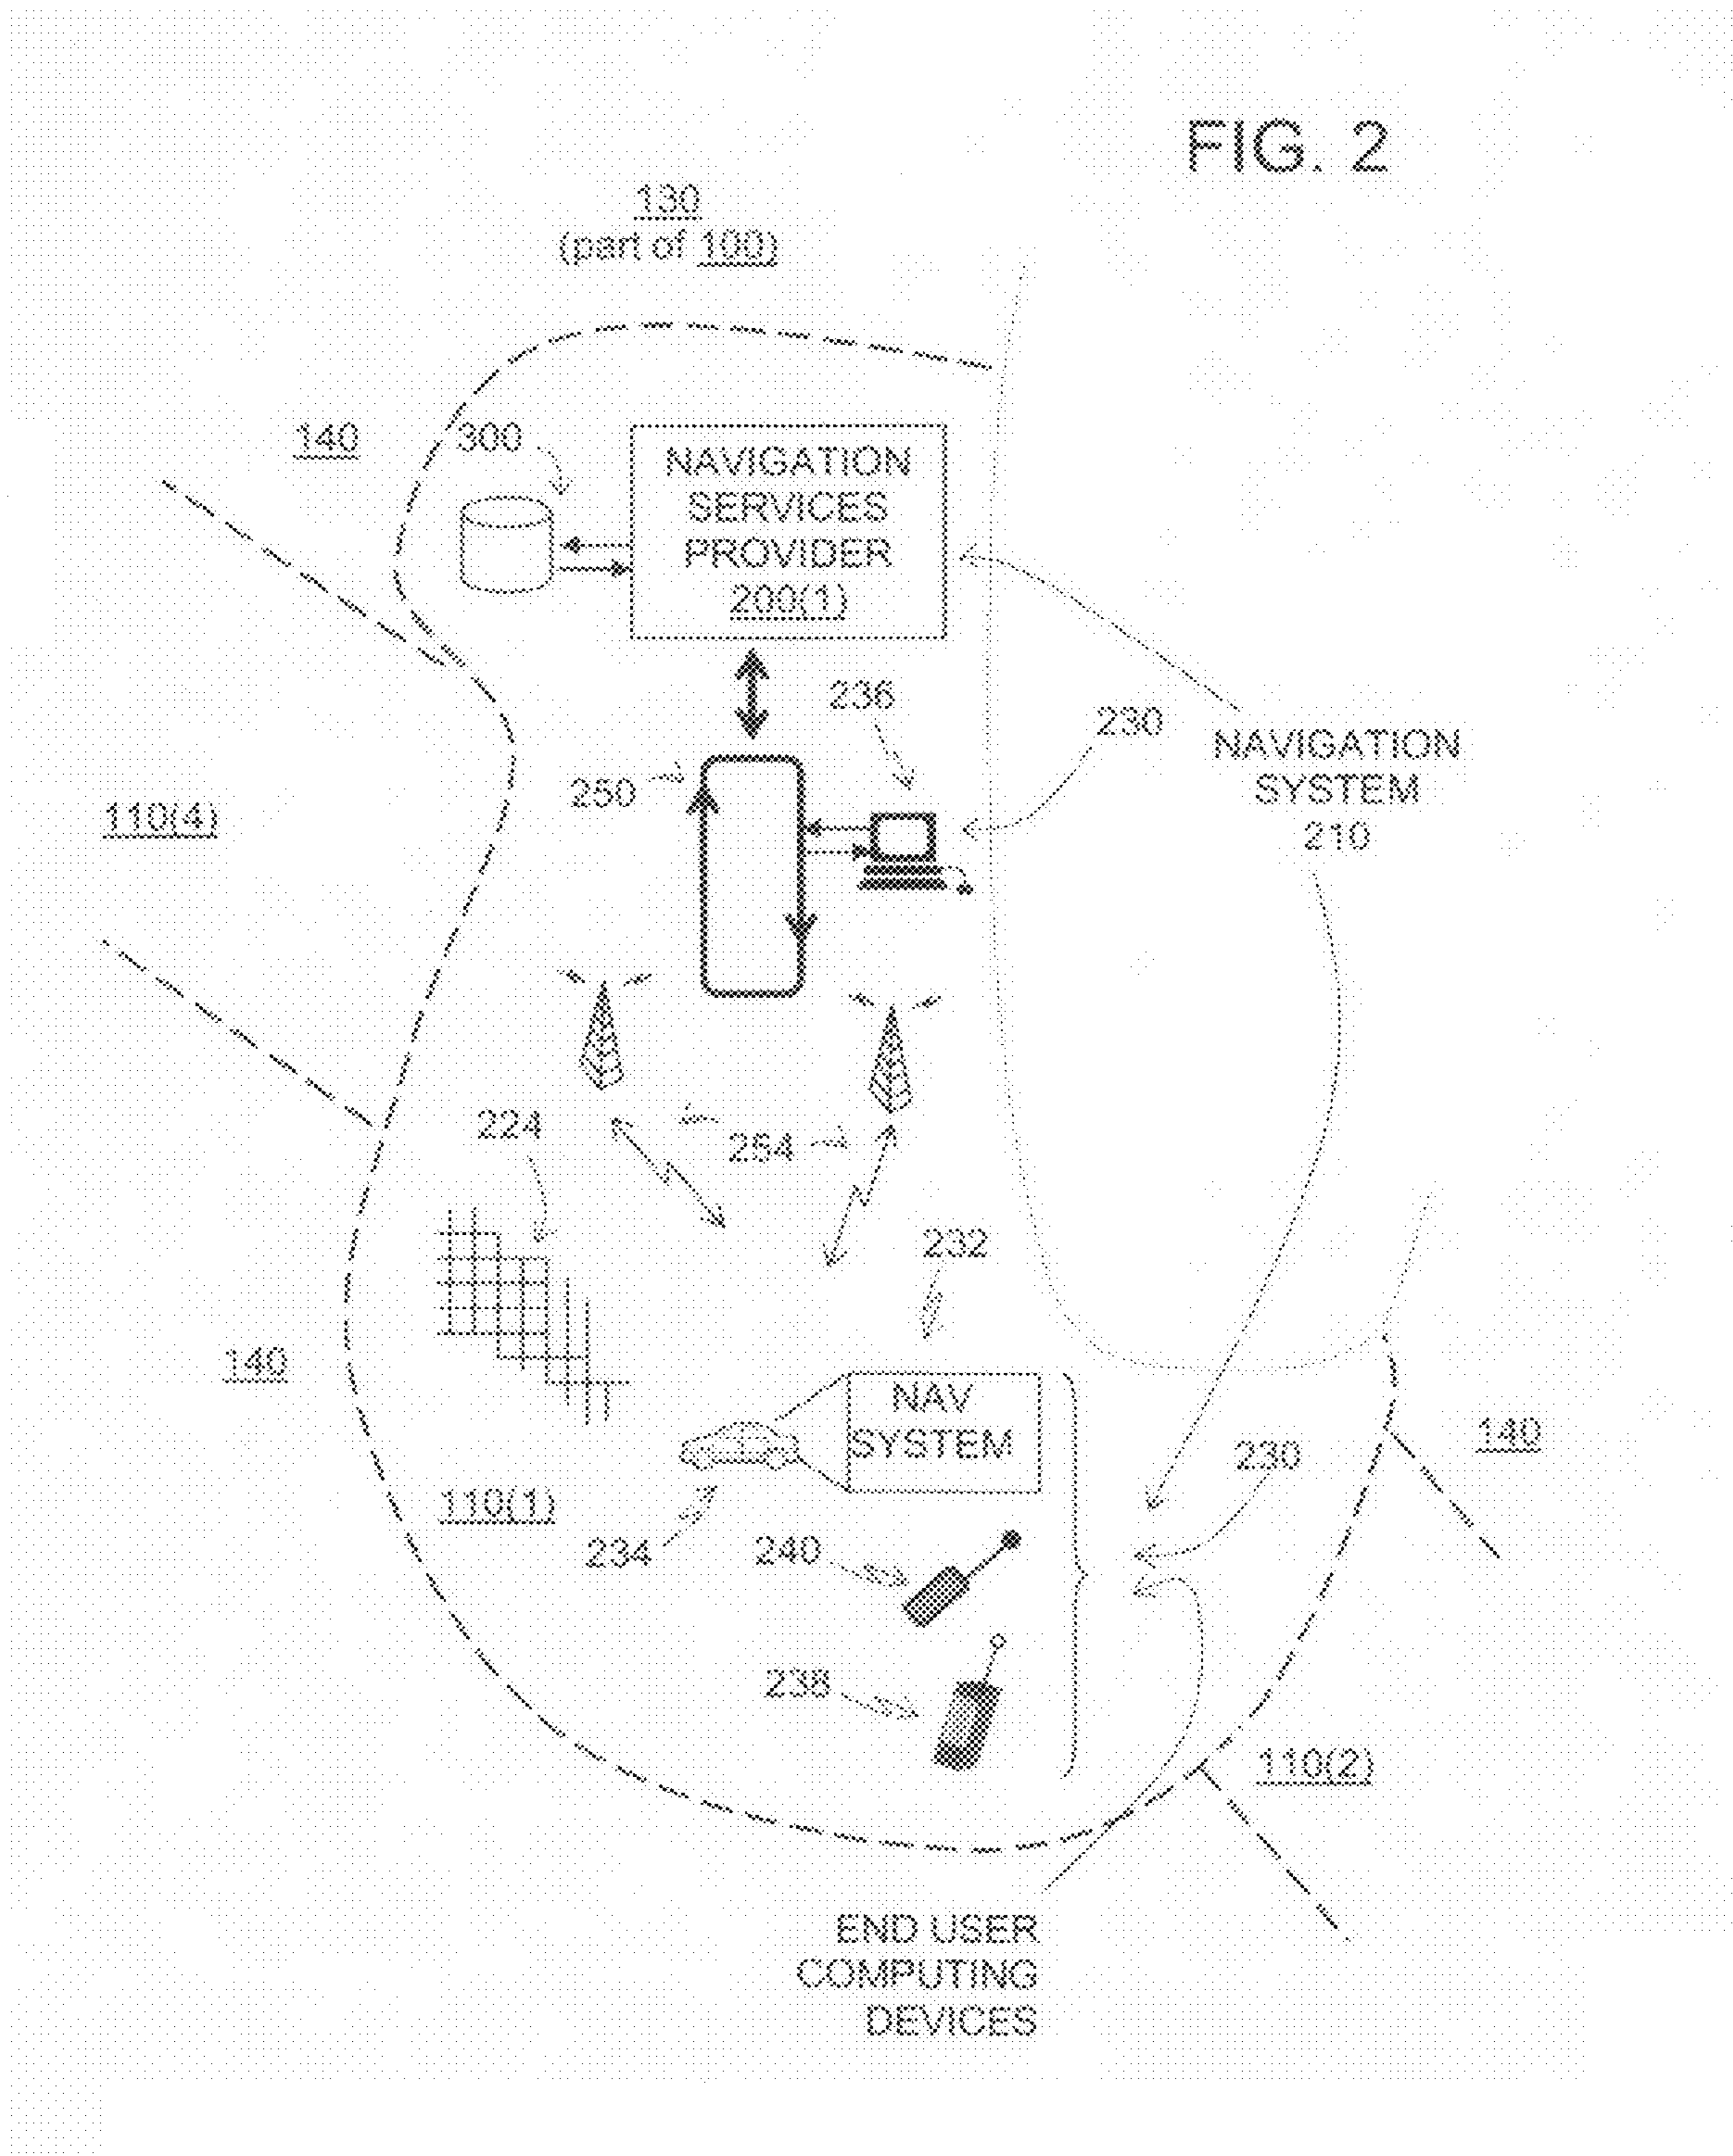 FIG. 2
130
(part of 100)
140
300
NAVIGATION
SERVICES
PROVIDER
200(1)
236
230
NAVIGATION
SYSTEM
210
250
110(4)
224
254
232
140
NAV
SYSTEM
140
230
110(1)
234
240
238
110(2)
END USER
COMPUTING
DEVICES